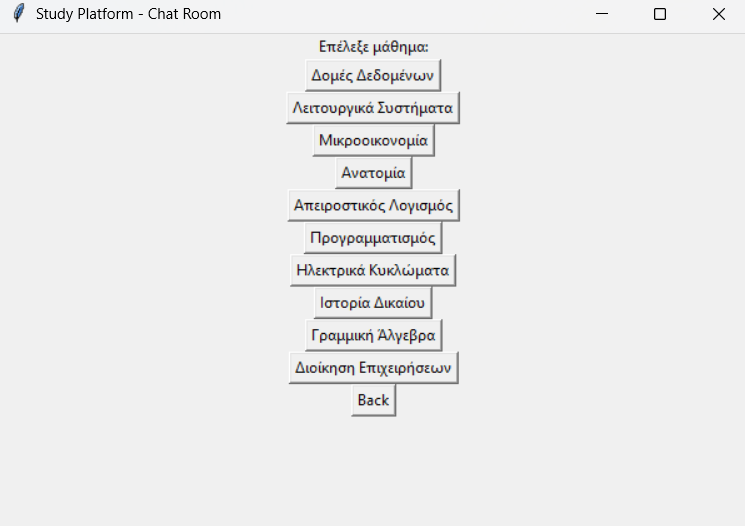 Study Platform - Chat Room
Επέλεξε μάθημα:
Δομές Δεδομένων
Λειτουργικά Συστήματα
Μικροοικονομία
Ανατομία
Απειροστικός Λογισμός
Προγραμματισμός
Ηλεκτρικά Κυκλώματα
Ιστορία Δικαίου
Γραμμική Άλγεβρα
Διοίκηση Επιχειρήσεων
Back